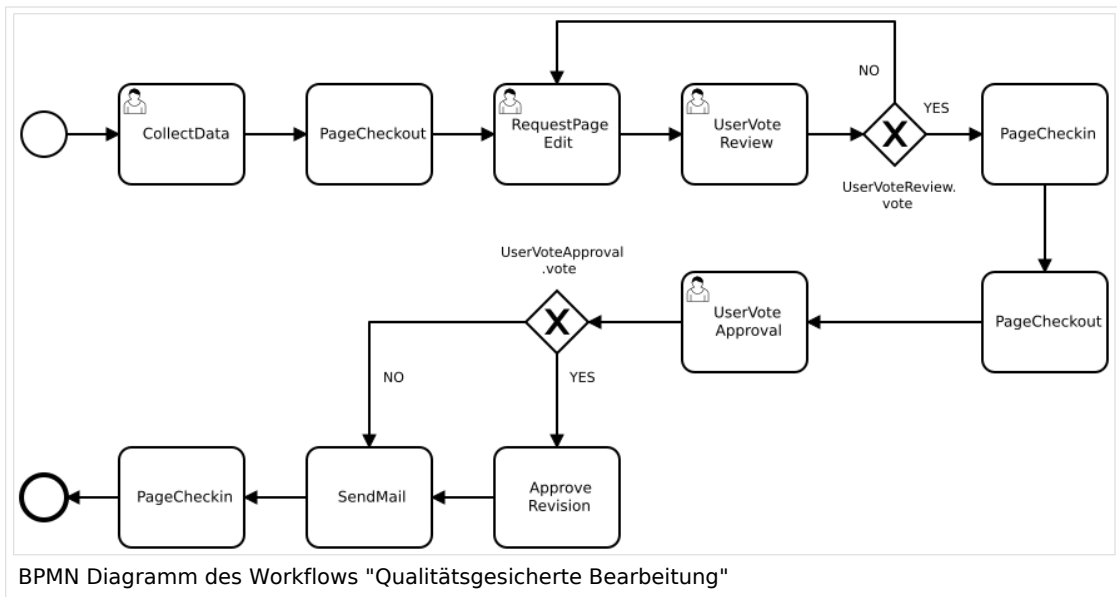 NO
CollectData
PageCheckout
RequestPage
Edit
UserVote
Review
YES
PageCheckin
UserVoteReview.
vote
UserVoteApproval
.vote
UserVote
Approval
PageCheckout
NO
YES
PageCheckin
SendMail
Approve
Revision
BPMN Diagramm des Workflows "Qualitätsgesicherte Bearbeitung"